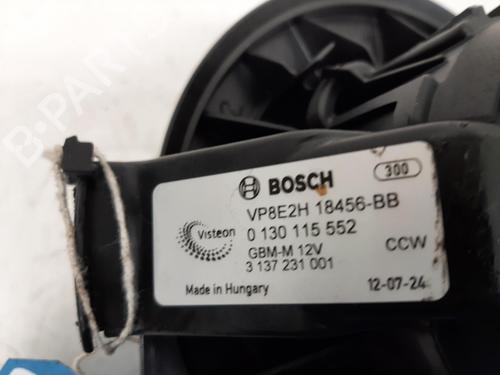 B-PARTS
2
BOSCH
300
VP8E2H 18456-BB
Visteon
0 130 115 552
GBM-M 12V
CCW
3 137 231 001
Made in Hungary
12-07-24